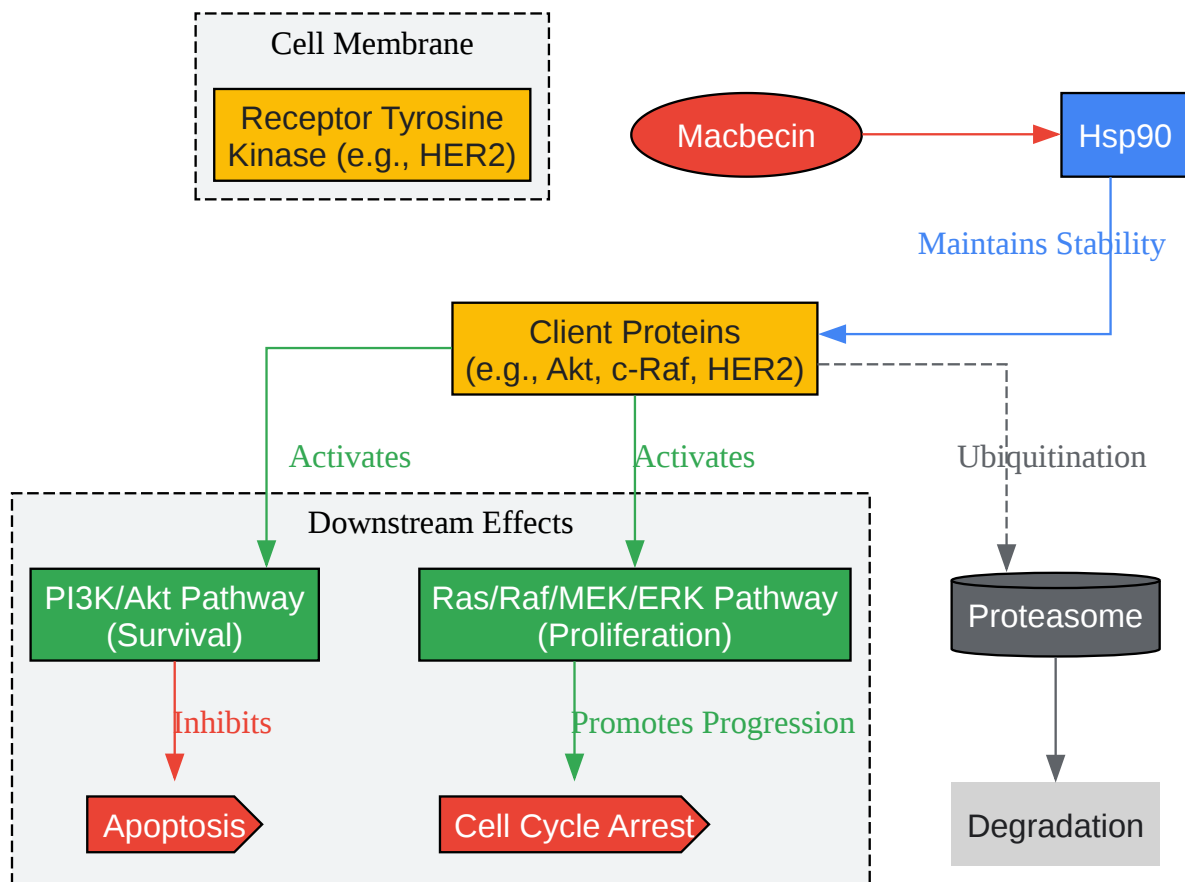 Cell Membrane
Receptor Tyrosine
Kinase (e.g., HER2)
Macbecin
Hsp90
Maintains Stability
Client Proteins
(e.g., Akt, c-Raf, HER2)
Activates
Activates
Ubiquitination
Downstream Effects
PI3K/Akt Pathway
(Survival)
Ras/Raf/MEK/ERK Pathway
(Proliferation)
Proteasome
Inhibits
Promotes Progression
Apoptosis
Cell Cycle Arrest
Degradation